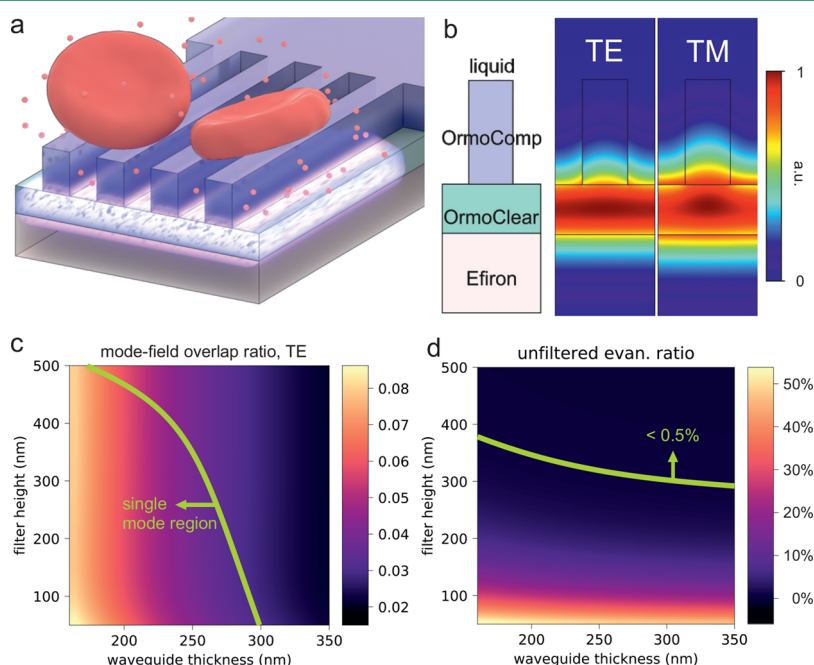 a
b
liquid
OrmoComp
OrmoClear
Efiron
TE
TM
1
a.u.
0
c
mode-field overlap ratio, TE
500
400
300
200
100
filter height (nm)
single
mode region
200
250
300
350
waveguide thickness (nm)
0.08
0.07
0.06
0.05
0.04
0.03
0.02
d
unfiltered evan. ratio
500
400
300
200
100
filter height (nm)
< 0.5%
200
250
300
350
waveguide thickness (nm)
50%
40%
30%
20%
10%
0%